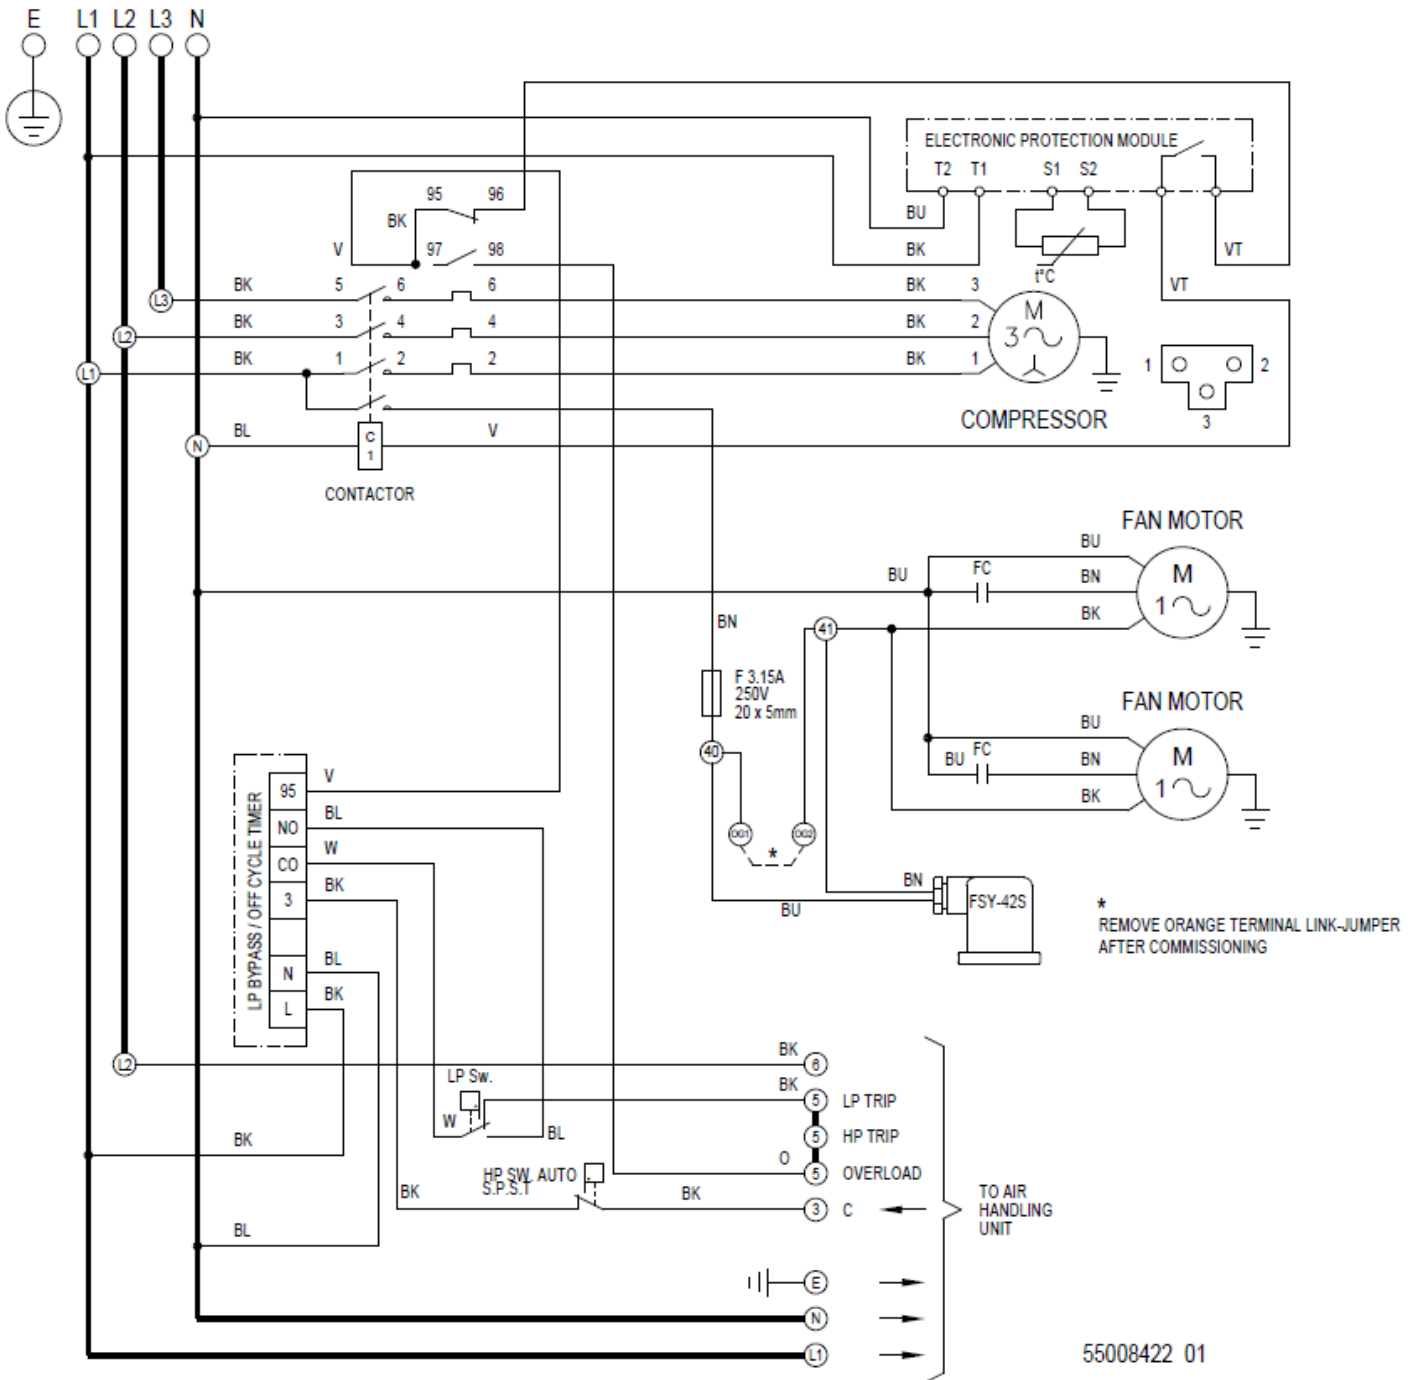 E L1 L2 L3 N
ELECTRONIC PROTECTION MODULE
T2 T1 S1 S2
95 96
BK
BU
V 97 98 BK VT
t°C
BK 5 6 6 BK 3 VT
L3
M
3
BK 3 4 4 BK 2
L2
BK 1 2 2 BK 1
L1
1 2
3
COMPRESSOR
BL V
N
C
1
CONTACTOR
FAN MOTOR
BU
BU FC BN
M
1
BK
BN
41
F 3.15A
250V
20 x 5mm
FAN MOTOR
BU
40
BU FC BN
M
1
BK
LP BYPASS / OFF CYCLE TIMER
95 V
NO BL
CO W
3 BK
N BL
L BK
OG1 OG2
*
BN
BU
FSY-42S
*
REMOVE ORANGE TERMINAL LINK-JUMPER
AFTER COMMISSIONING
L2
BK 6
LP Sw.
BK 5 LP TRIP
W BL
5 HP TRIP
BK
O 5 OVERLOAD
HP SW. AUTO
S.P.S.T
BK BK 3 C
TO AIR
HANDLING
UNIT
BL
E
N
L1
55008422 01